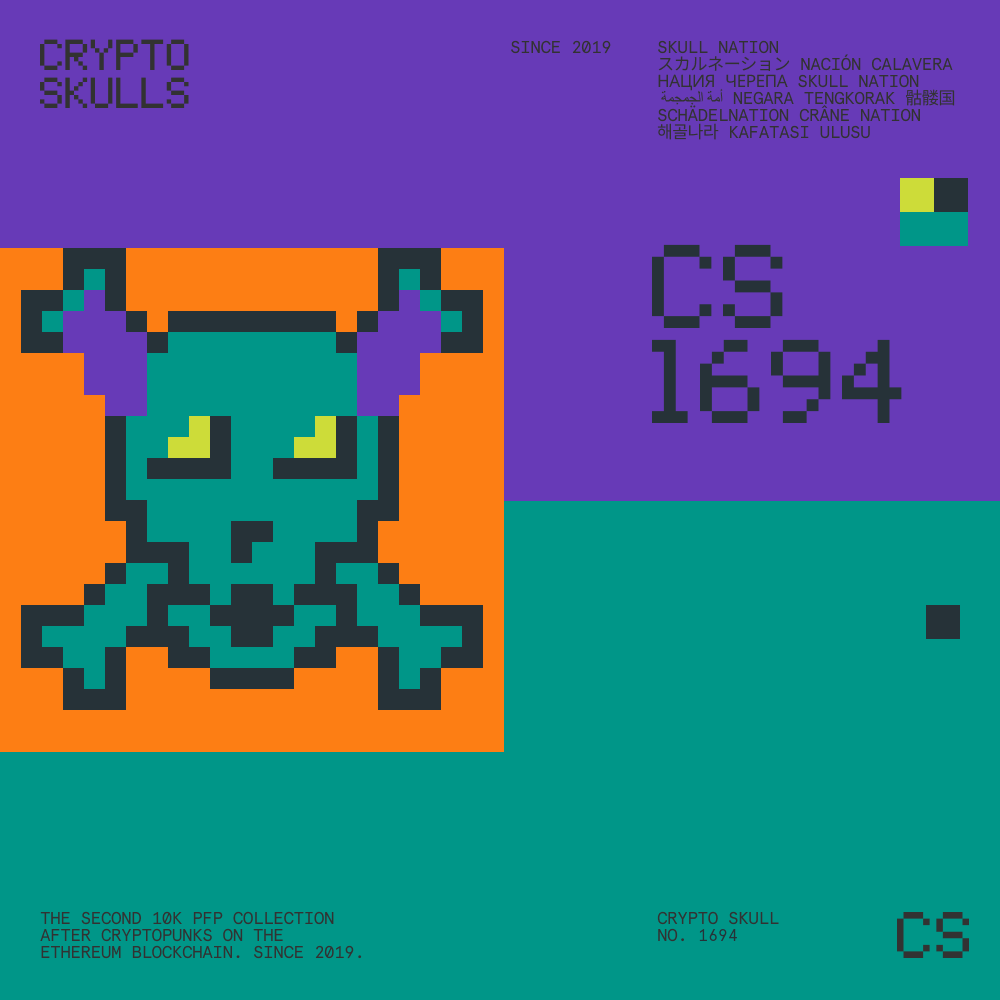 CRYPTO
SKULLS
SINCE 2019
SKULL NATION
スカルネーション NACIÓN CALAVERA
НАЦИЯ ЧЕРЕПА SKULL NATION
أمة الجمجمة NEGARA TENGKORAK 骷髅国
SCHÄDELNATION CRÂNE NATION
해골나라 KAFATASI ULUSU
CS
1694
THE SECOND 10K PFP COLLECTION
AFTER CRYPTOPUNKS ON THE
ETHEREUM BLOCKCHAIN. SINCE 2019.
CRYPTO SKULL
NO. 1694
CS